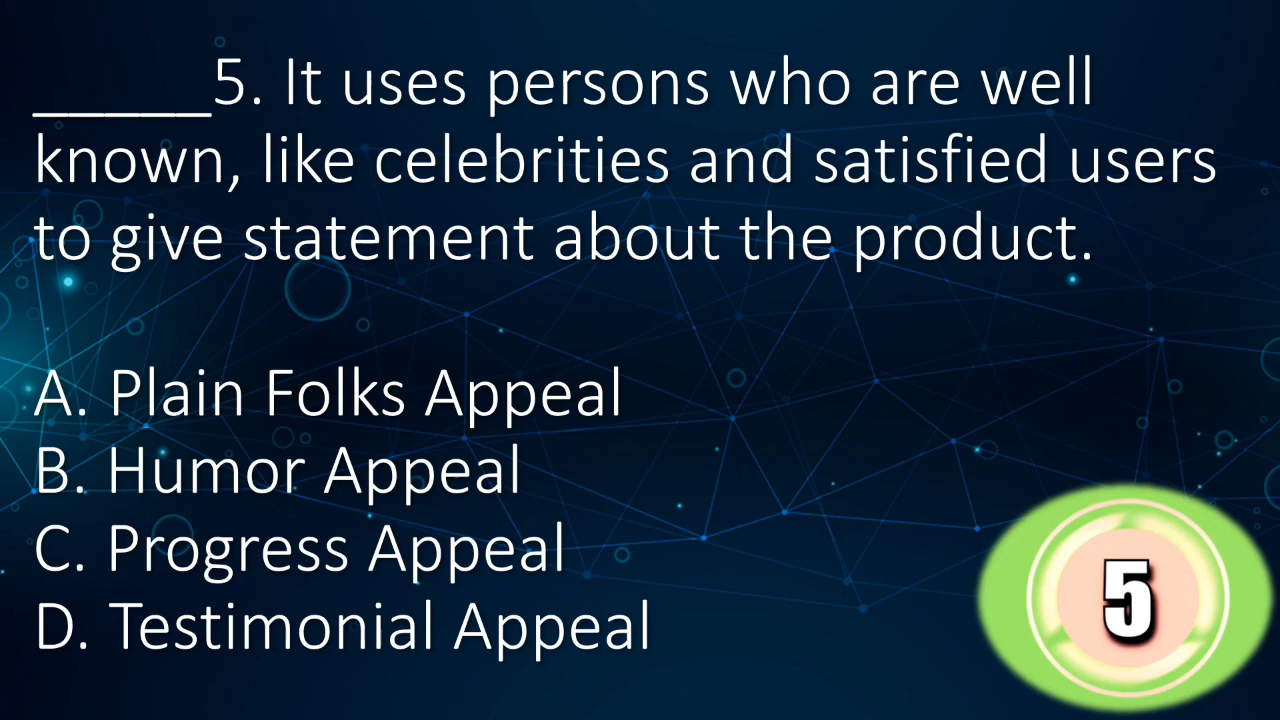 _____5. It uses persons who are well
known, like celebrities and satisfied users
to give statement about the product.
A. Plain Folks Appeal
B. Humor Appeal
C. Progress Appeal
D. Testimonial Appeal
5